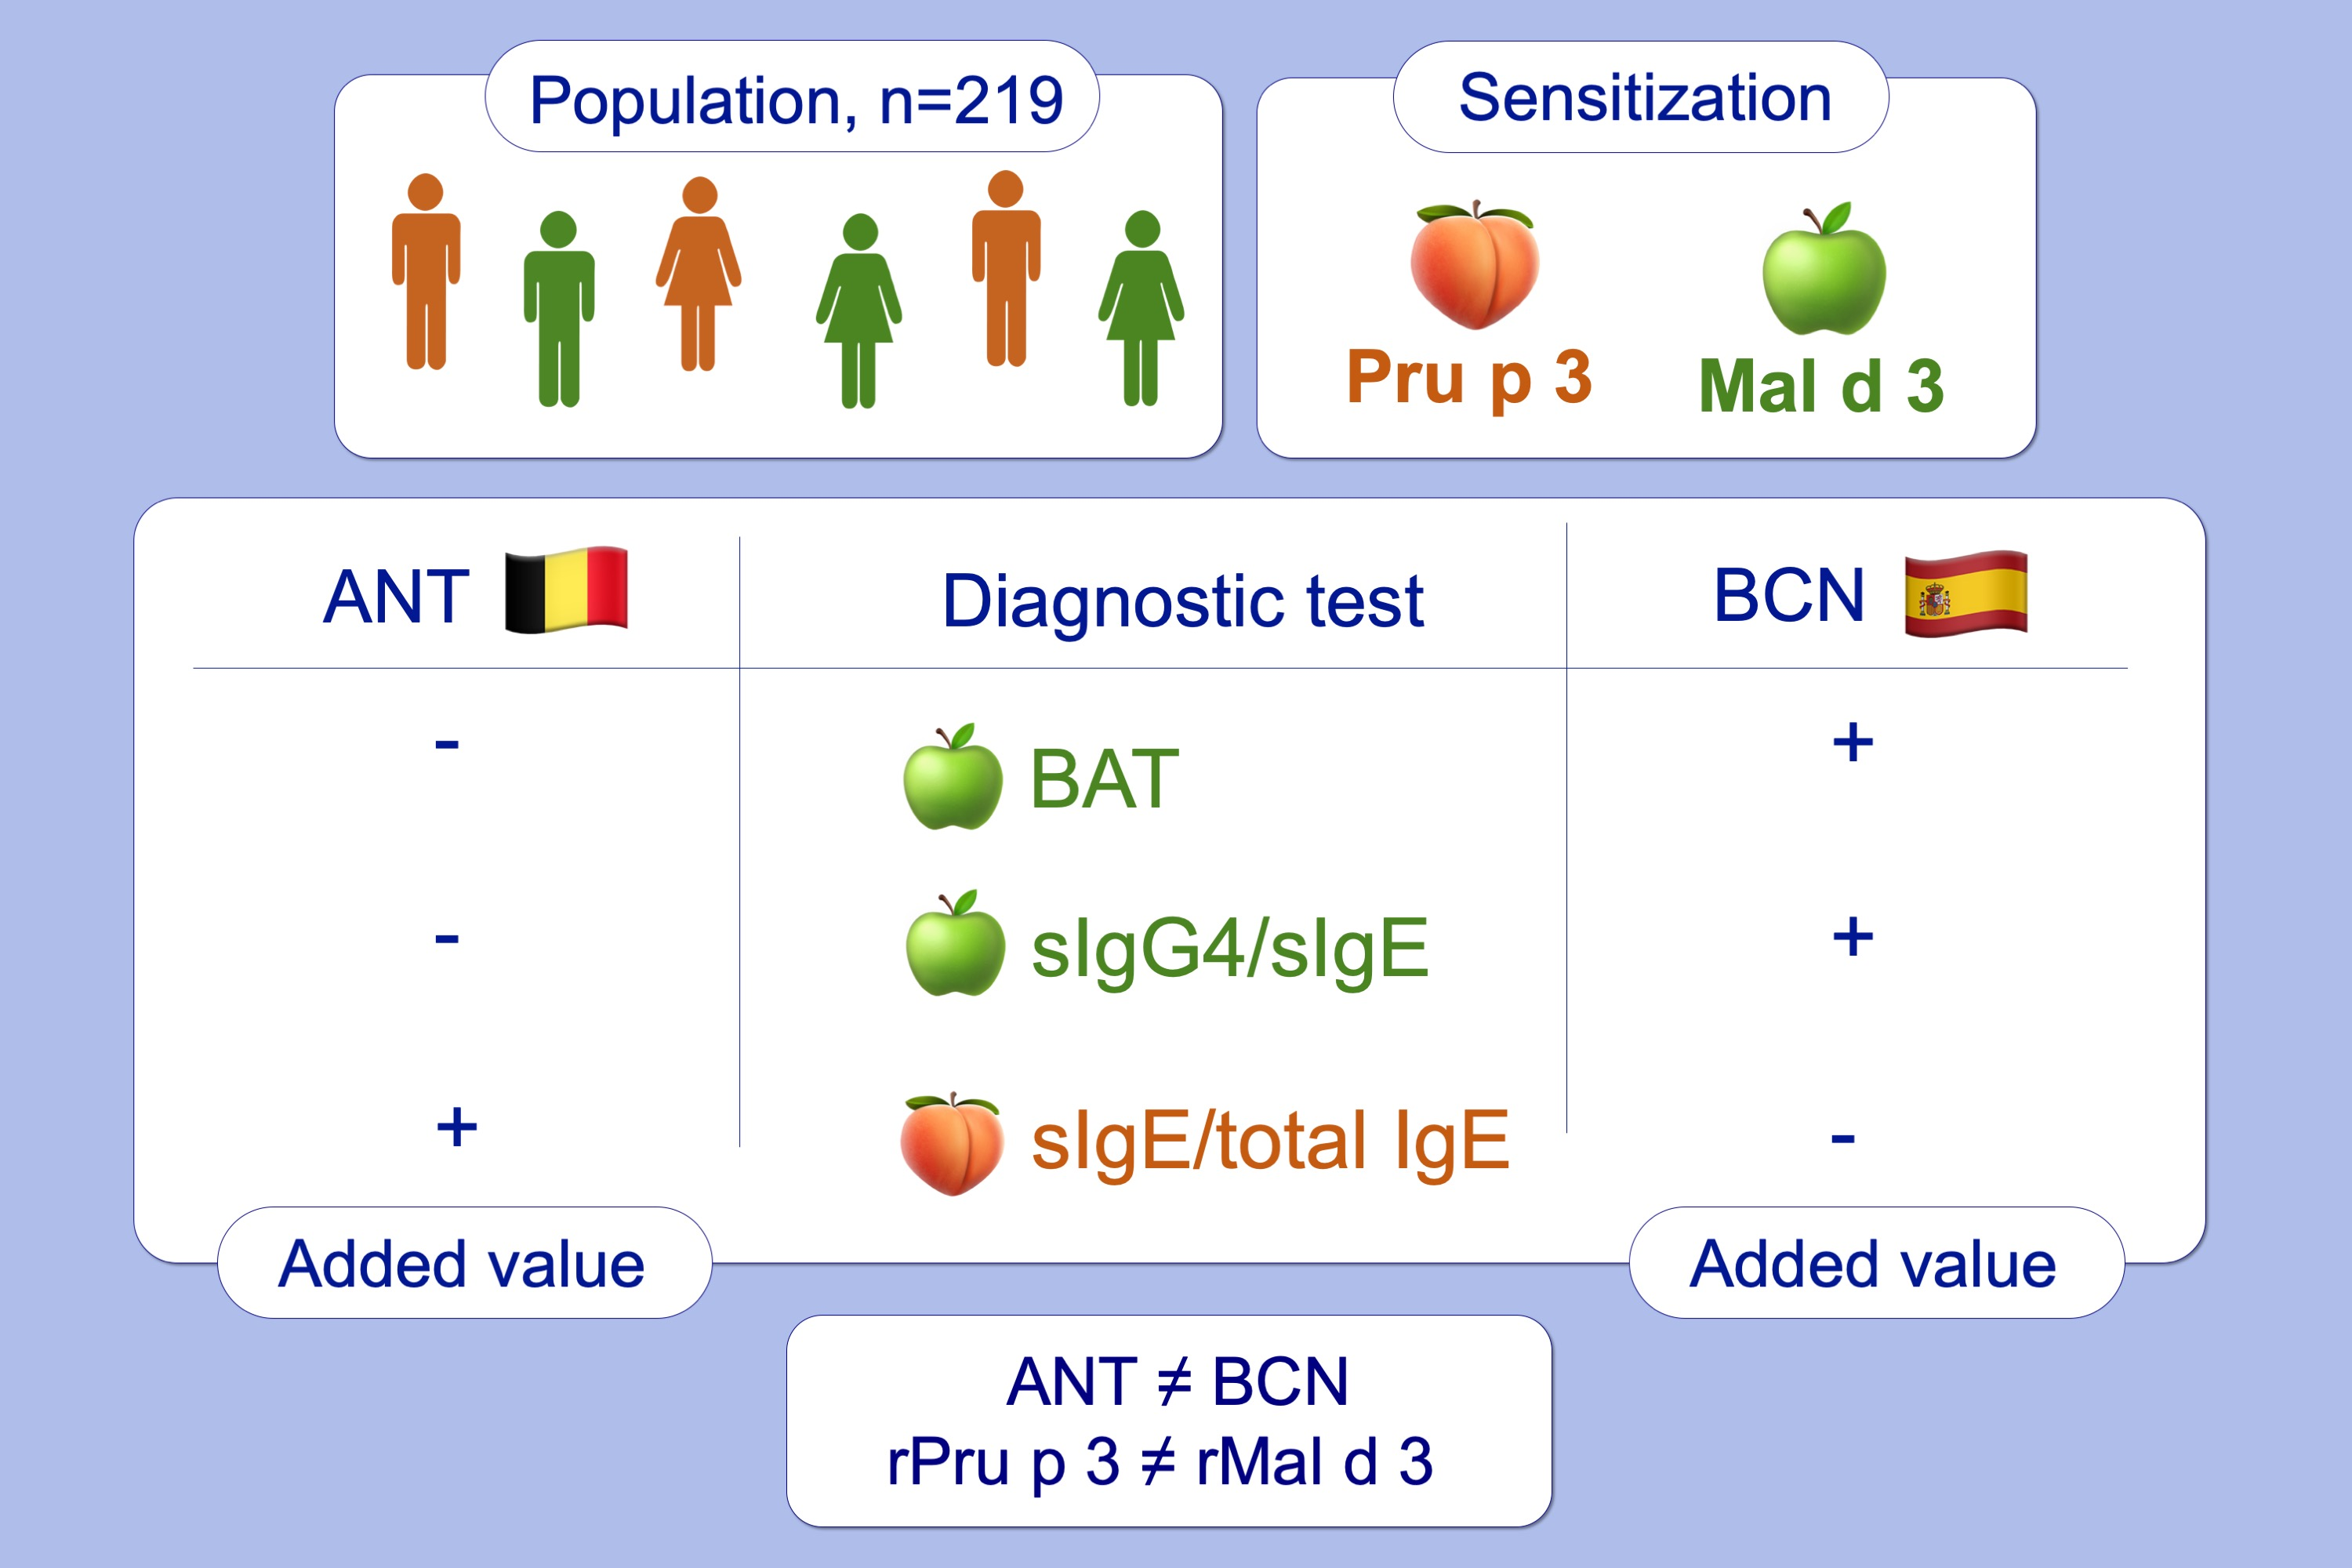 Population, n=219
Sensitization
Pru p 3
Mal d 3
ANT
Diagnostic test
BCN
-
BAT
+
-
sIgG4/sIgE
+
+
sIgE/total IgE
-
Added value
Added value
ANT ≠ BCN
rPru p 3 ≠ rMal d 3